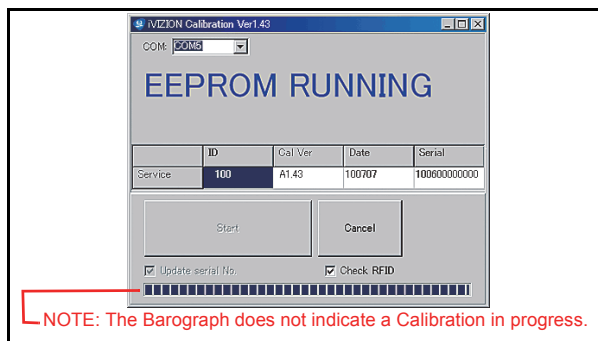 iVIZION Calibration Ver1.43
COM: COM5
EEPROM RUNNING
ID Cal Ver Date Serial
Service 100 A1.43 100707 100600000000
Start Cancel
Update serial No. Check RFID
NOTE: The Barograph does not indicate a Calibration in progress.